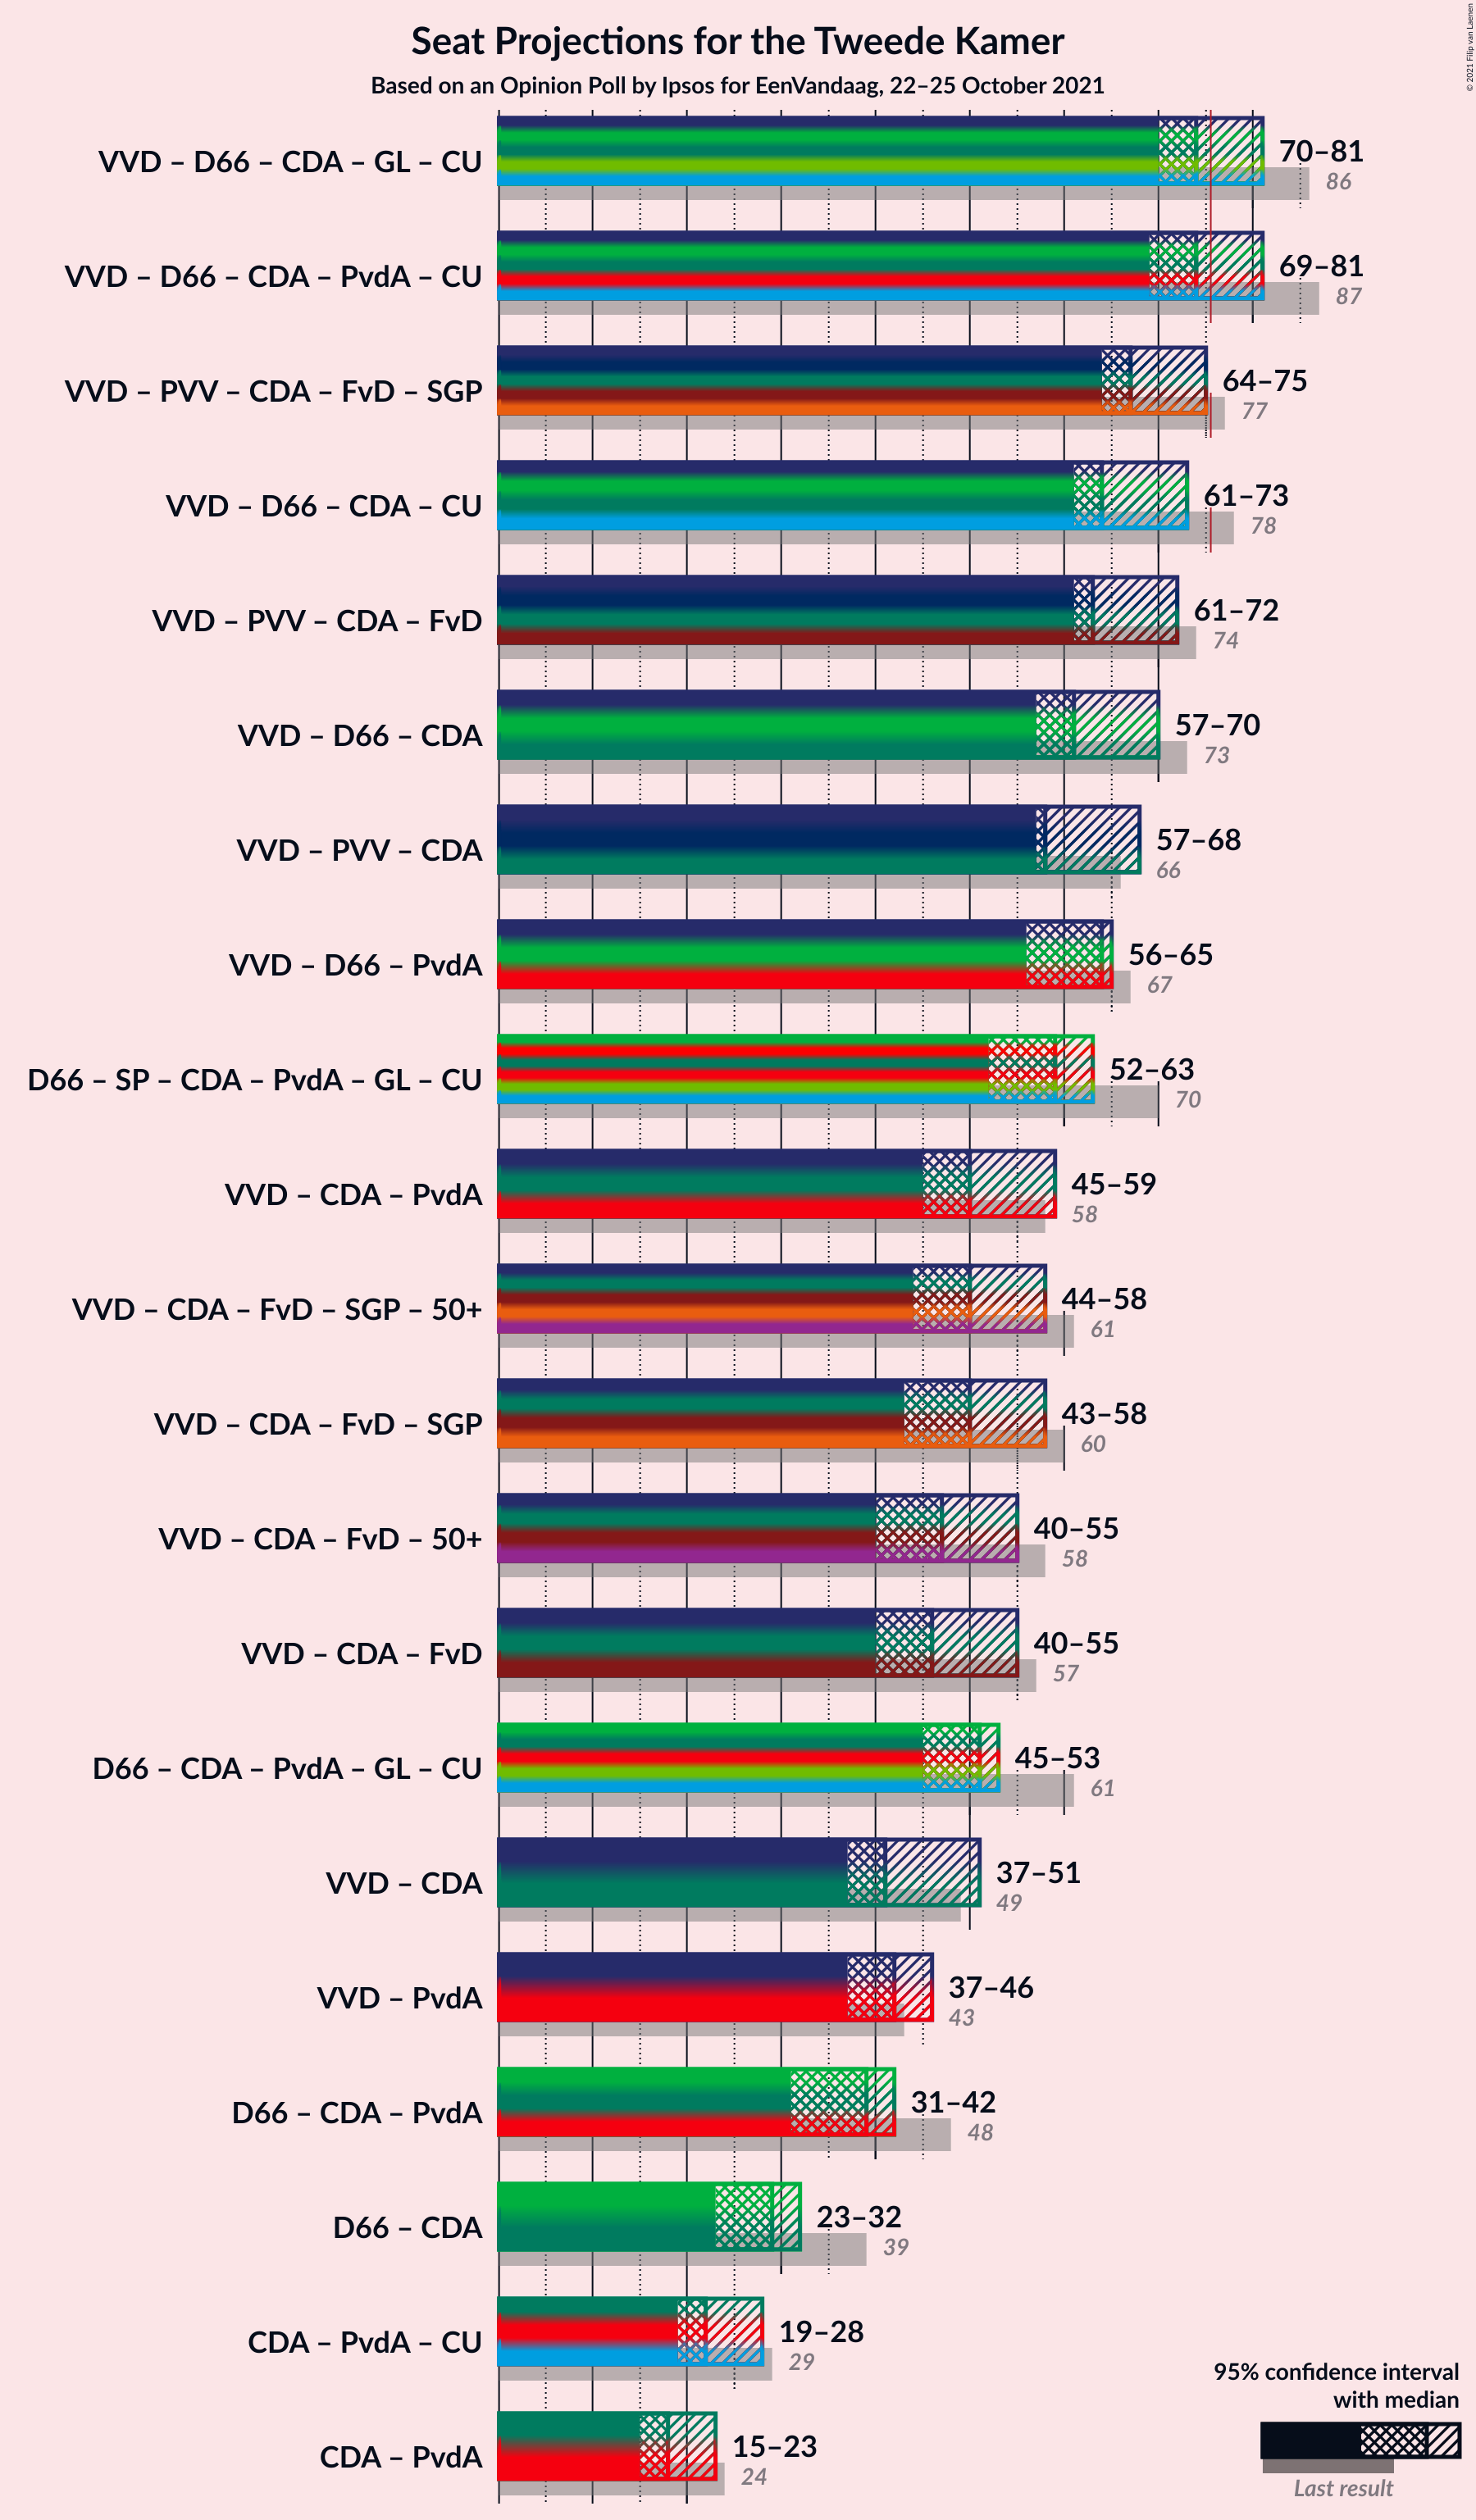 Seat Projections for the Tweede Kamer
Based on an Opinion Poll by Ipsos for EenVandaag, 22–25 October 2021
© 2021 Filip van Laenen
VVD – D66 – CDA – GL – CU
70–81
86
VVD – D66 – CDA – PvdA – CU
69–81
87
VVD – PVV – CDA – FvD – SGP
64–75
77
VVD – D66 – CDA – CU
61–73
78
VVD – PVV – CDA – FvD
61–72
74
VVD – D66 – CDA
57–70
73
VVD – PVV – CDA
57–68
66
VVD – D66 – PvdA
56–65
67
D66 – SP – CDA – PvdA – GL – CU
52–63
70
VVD – CDA – PvdA
45–59
58
VVD – CDA – FvD – SGP – 50+
44–58
61
VVD – CDA – FvD – SGP
43–58
60
VVD – CDA – FvD – 50+
40–55
58
VVD – CDA – FvD
40–55
57
D66 – CDA – PvdA – GL – CU
45–53
61
VVD – CDA
37–51
49
VVD – PvdA
37–46
43
D66 – CDA – PvdA
31–42
48
D66 – CDA
23–32
39
CDA – PvdA – CU
19–28
29
CDA – PvdA
15–23
24
95% confidence interval
with median
Last result